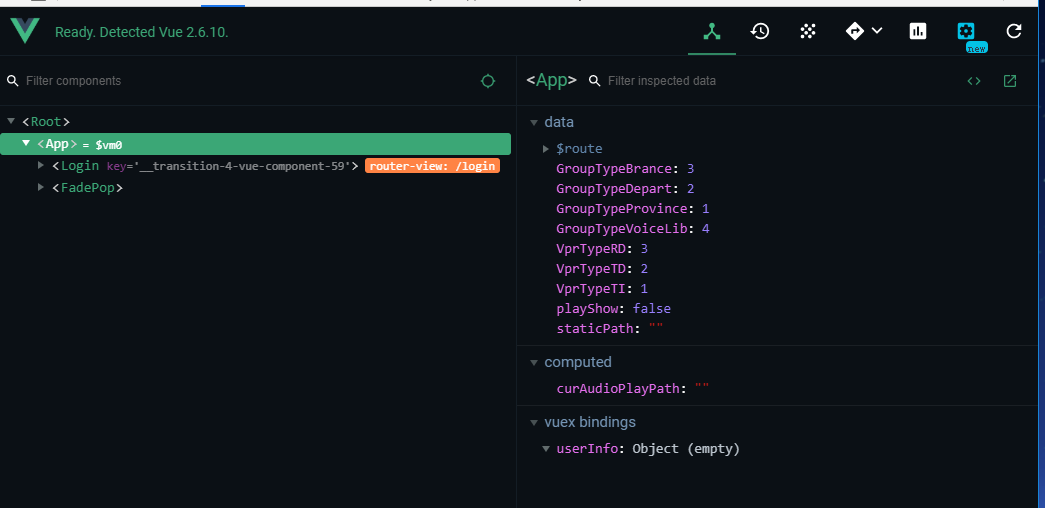 Ready. Detected Vue 2.6.10.
new
Filter components
<App>
Filter inspected data
<Root>
<App> = $vm0
<Login key='__transition-4-vue-component-59'> router-view: /login
<FadePop>
data
$route
GroupTypeBrance: 3
GroupTypeDepart: 2
GroupTypeProvince: 1
GroupTypeVoiceLib: 4
VprTypeRD: 3
VprTypeTD: 2
VprTypeTI: 1
playShow: false
staticPath: ""
computed
curAudioPlayPath: ""
vuex bindings
userInfo: Object (empty)